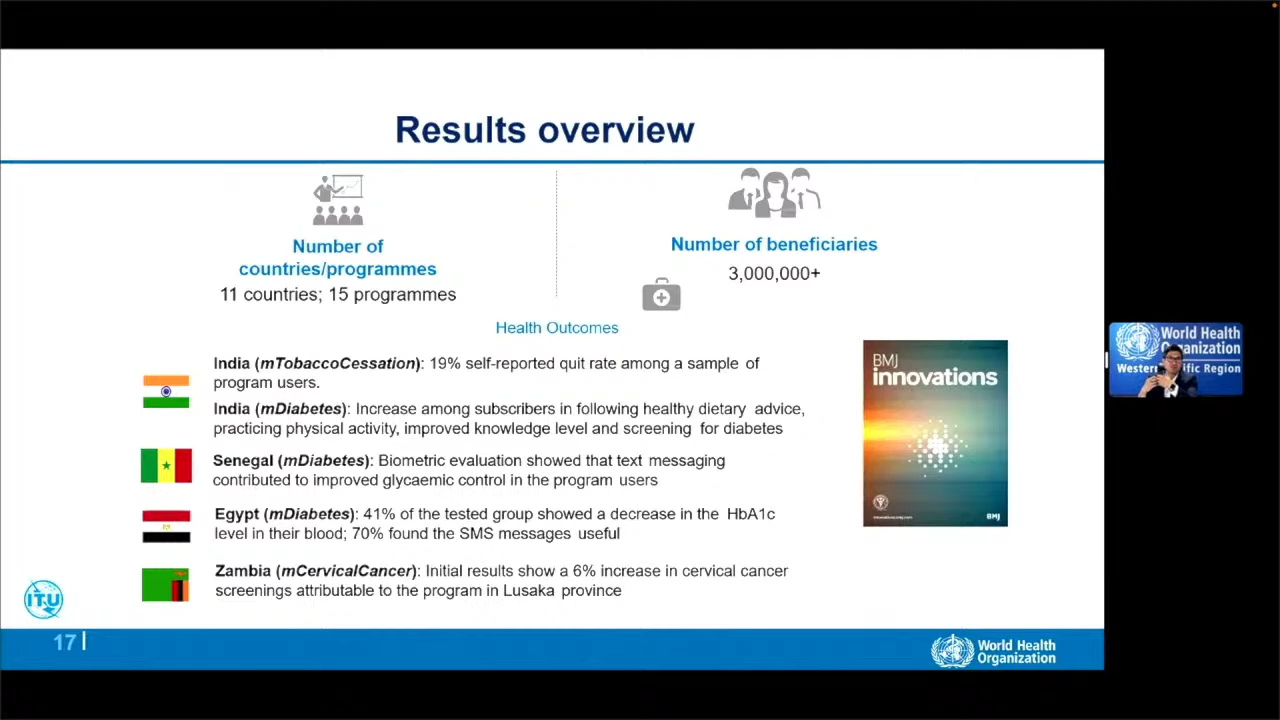 Results overview
Number of
countries/programmes
11 countries; 15 programmes
Number of beneficiaries
3,000,000+
Health Outcomes
India (mTobaccoCessation): 19% self-reported quit rate among a sample of
program users.
India (mDiabetes): Increase among subscribers in following healthy dietary advice,
practicing physical activity, improved knowledge level and screening for diabetes
Senegal (mDiabetes): Biometric evaluation showed that text messaging
contributed to improved glycaemic control in the program users
Egypt (mDiabetes): 41% of the tested group showed a decrease in the HbA1c
level in their blood; 70% found the SMS messages useful
Zambia (mCervicalCancer): Initial results show a 6% increase in cervical cancer
screenings attributable to the program in Lusaka province
BMJ
innovations
BMJ
ITU
17
World Health
Organization
World Health
Organization
Region